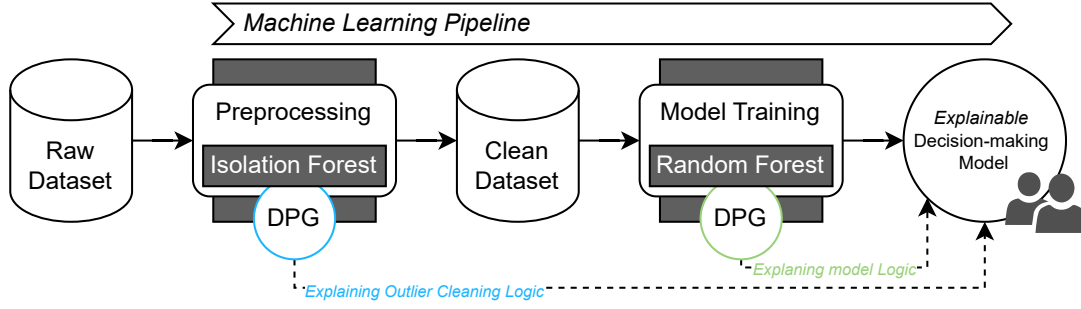 Machine Learning Pipeline
Raw
Dataset
Preprocessing
Isolation Forest
DPG
Clean
Dataset
Model Training
Random Forest
DPG
Explainable
Decision-making
Model
Explaning model Logic
Explaining Outlier Cleaning Logic